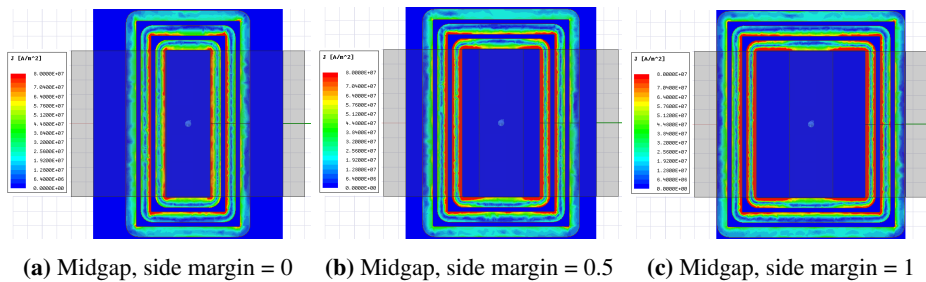 J [A/m^2]
8.0000E+07
7.0400E+07
6.4000E+07
5.7600E+07
5.1200E+07
4.4800E+07
3.8400E+07
3.2000E+07
2.5600E+07
1.9200E+07
1.2800E+07
6.4000E+06
0.0000E+00
J [A/m^2]
8.0000E+07
7.0400E+07
6.4000E+07
5.7600E+07
5.1200E+07
4.4800E+07
3.8400E+07
3.2000E+07
2.5600E+07
1.9200E+07
1.2800E+07
6.4000E+06
0.0000E+00
J [A/m^2]
8.0000E+07
7.0400E+07
6.4000E+07
5.7600E+07
5.1200E+07
4.4800E+07
3.8400E+07
3.2000E+07
2.5600E+07
1.9200E+07
1.2800E+07
6.4000E+06
0.0000E+00
(a) Midgap, side margin = 0
(b) Midgap, side margin = 0.5
(c) Midgap, side margin = 1